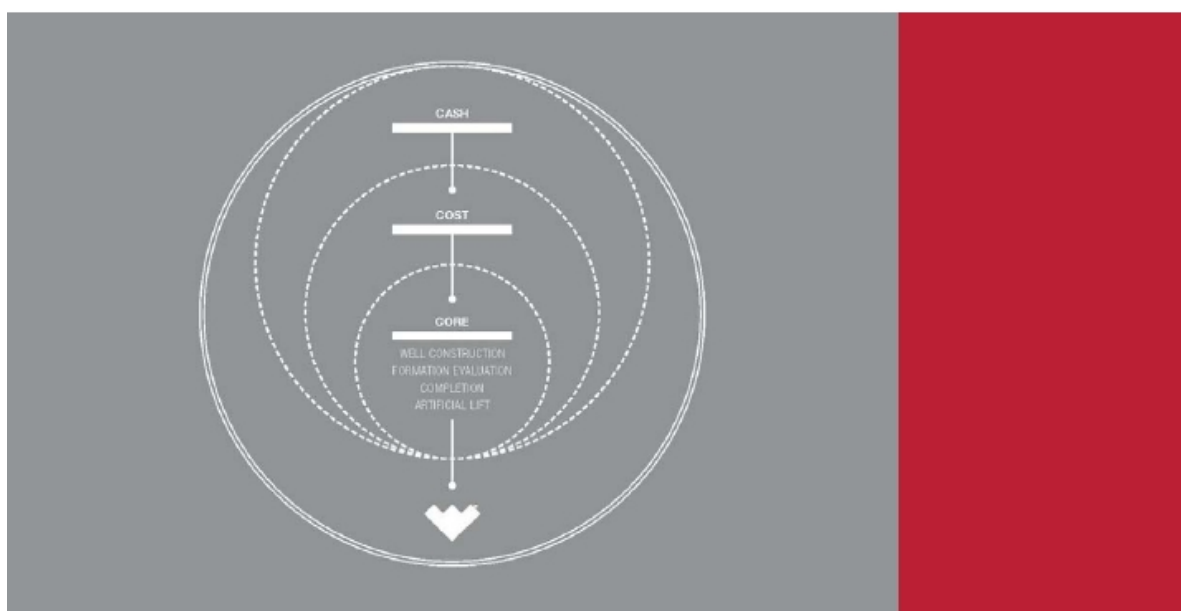 CASH
COST
CORE
WELL CONSTRUCTION
FORMATION EVALUATION
COMPLETION
ARTIFICIAL LIFT